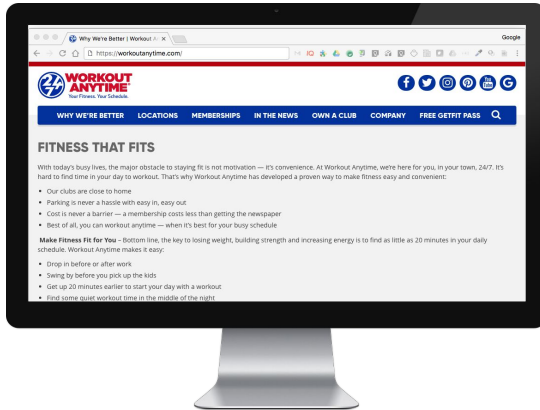 Why We're Better | Workout An
Google
https://workoutanytime.com/
24/7
WORKOUT
ANYTIME
Your Fitness. Your Schedule.
WHY WE'RE BETTER LOCATIONS MEMBERSHIPS IN THE NEWS OWN A CLUB COMPANY FREE GETFIT PASS
FITNESS THAT FITS
With today's busy lives, the major obstacle to staying fit is not motivation — it's convenience. At Workout Anytime, we're here for you, in your town, 24/7. It's
hard to find time in your day to workout. That's why Workout Anytime has developed a proven way to make fitness easy and convenient:
• Our clubs are close to home
• Parking is never a hassle with easy in, easy out
• Cost is never a barrier — a membership costs less than getting the newspaper
• Best of all, you can workout anytime — when it's best for your busy schedule
Make Fitness Fit for You – Bottom line, the key to losing weight, building strength and increasing energy is to find as little as 20 minutes in your daily
schedule. Workout Anytime makes it easy:
• Drop in before or after work
• Swing by before you pick up the kids
• Get up 20 minutes earlier to start your day with a workout
• Find some quiet workout time in the middle of the night